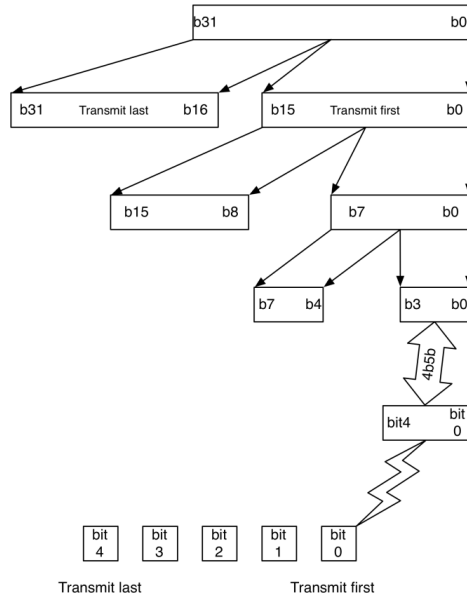 b31 b0
b31 Transmit last b16 b15 Transmit first b0
b15 b8 b7 b0
b7 b4 b3 b0
4b5b
bit4 bit
0
bit bit bit bit bit
4 3 2 1 0
Transmit last Transmit first